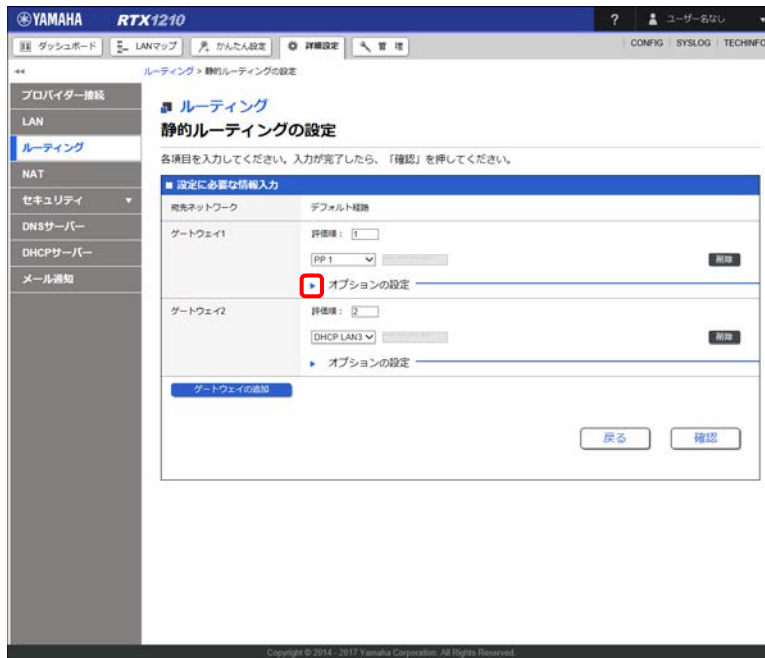 YAMAHA RTX1210 ? ユーザー名なし
ダッシュボード LANマップ かんたん設定 詳細設定 管理 CONFIG SYSLOG TECHINFO
ルーティング > 静的ルーティングの設定
プロバイダー接続
LAN
ルーティング
NAT
セキュリティ
DNSサーバー
DHCPサーバー
メール通知
ルーティング
静的ルーティングの設定
各項目を入力してください。入力が完了したら、「確認」を押してください。
■ 設定に必要な情報入力
宛先ネットワーク デフォルト経路
ゲートウェイ1 評価順: 1
PP 1 削除
オプションの設定
ゲートウェイ2 評価順: 2
DHCP LAN3 削除
オプションの設定
ゲートウェイの追加
戻る 確認
Copyright © 2014 - 2017 Yamaha Corporation. All Rights Reserved.